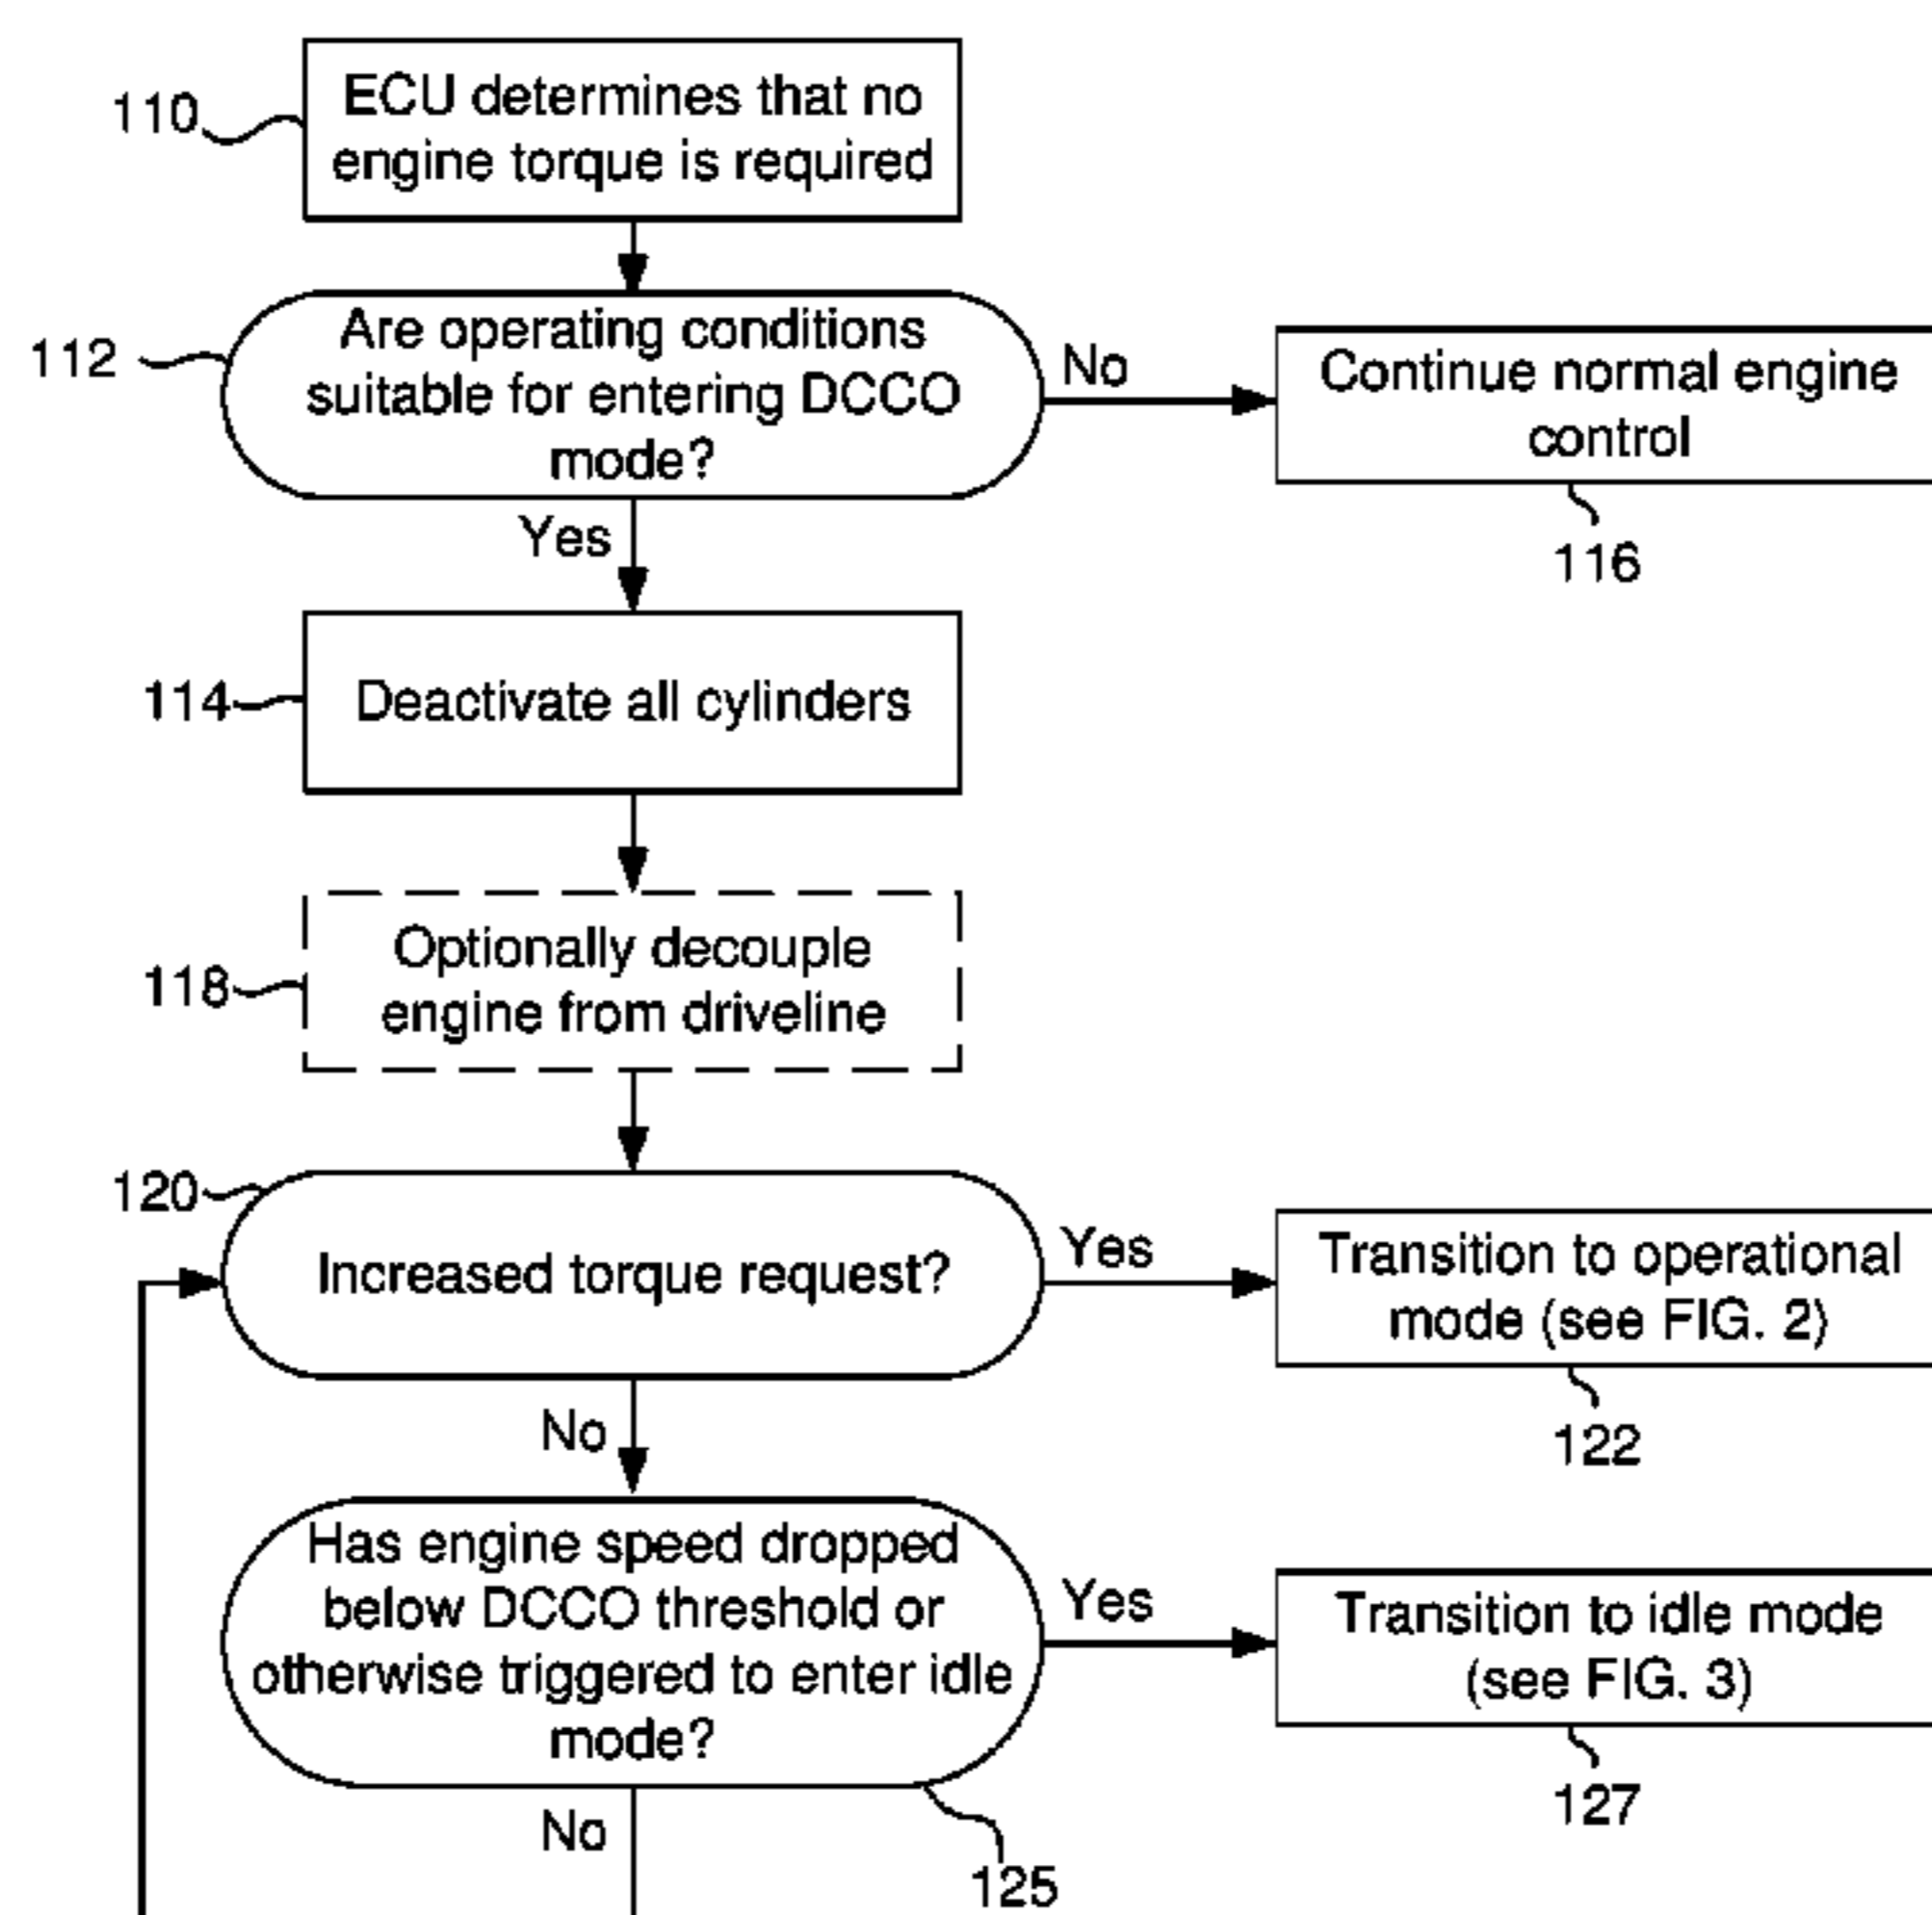 110
ECU determines that no
engine torque is required
112
Are operating conditions
suitable for entering DCCO
mode?
No
Continue normal engine
control
116
Yes
114
Deactivate all cylinders
118
Optionally decouple
engine from driveline
120
Increased torque request?
Yes
Transition to operational
mode (see FIG. 2)
122
No
Has engine speed dropped
below DCCO threshold or
otherwise triggered to enter idle
mode?
Yes
Transition to idle mode
(see FIG. 3)
127
No
125